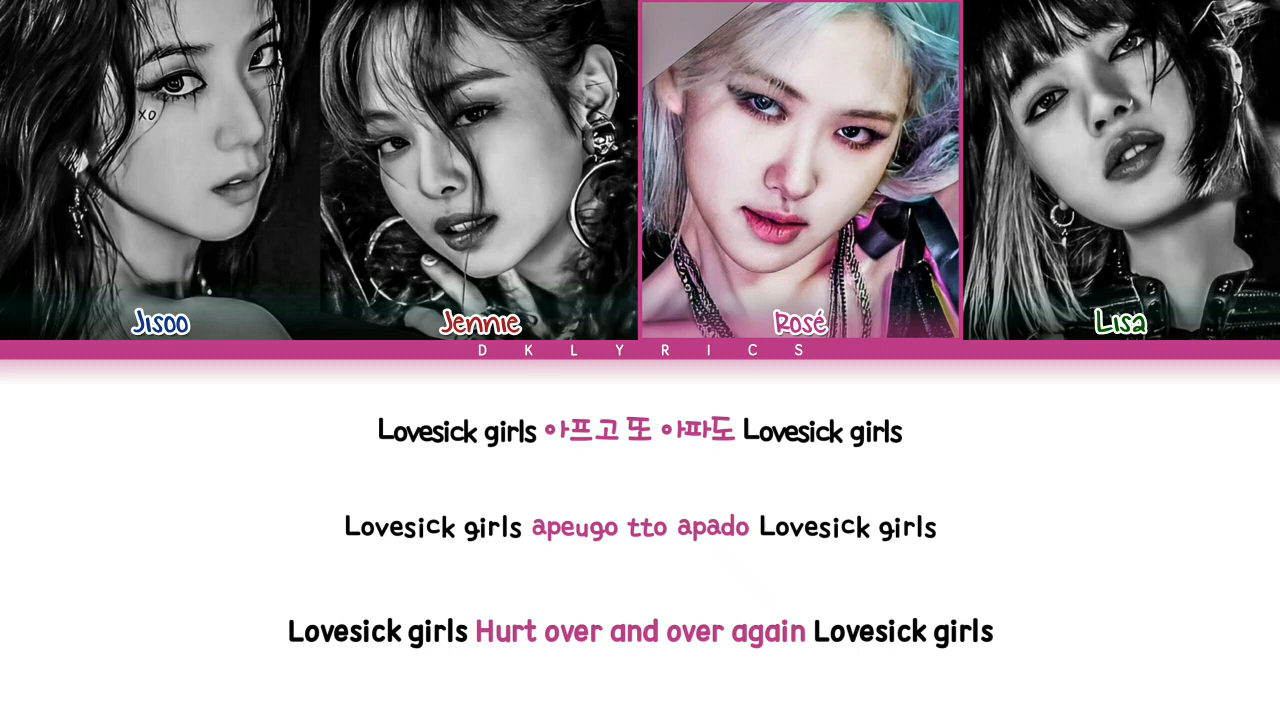 XO
Jisoo
Jennie
Rosé
Lisa
DKLYRICS
Lovesick girls 아프고 또 아파도 Lovesick girls
Lovesick girls apeugo tto apado Lovesick girls
Lovesick girls Hurt over and over again Lovesick girls